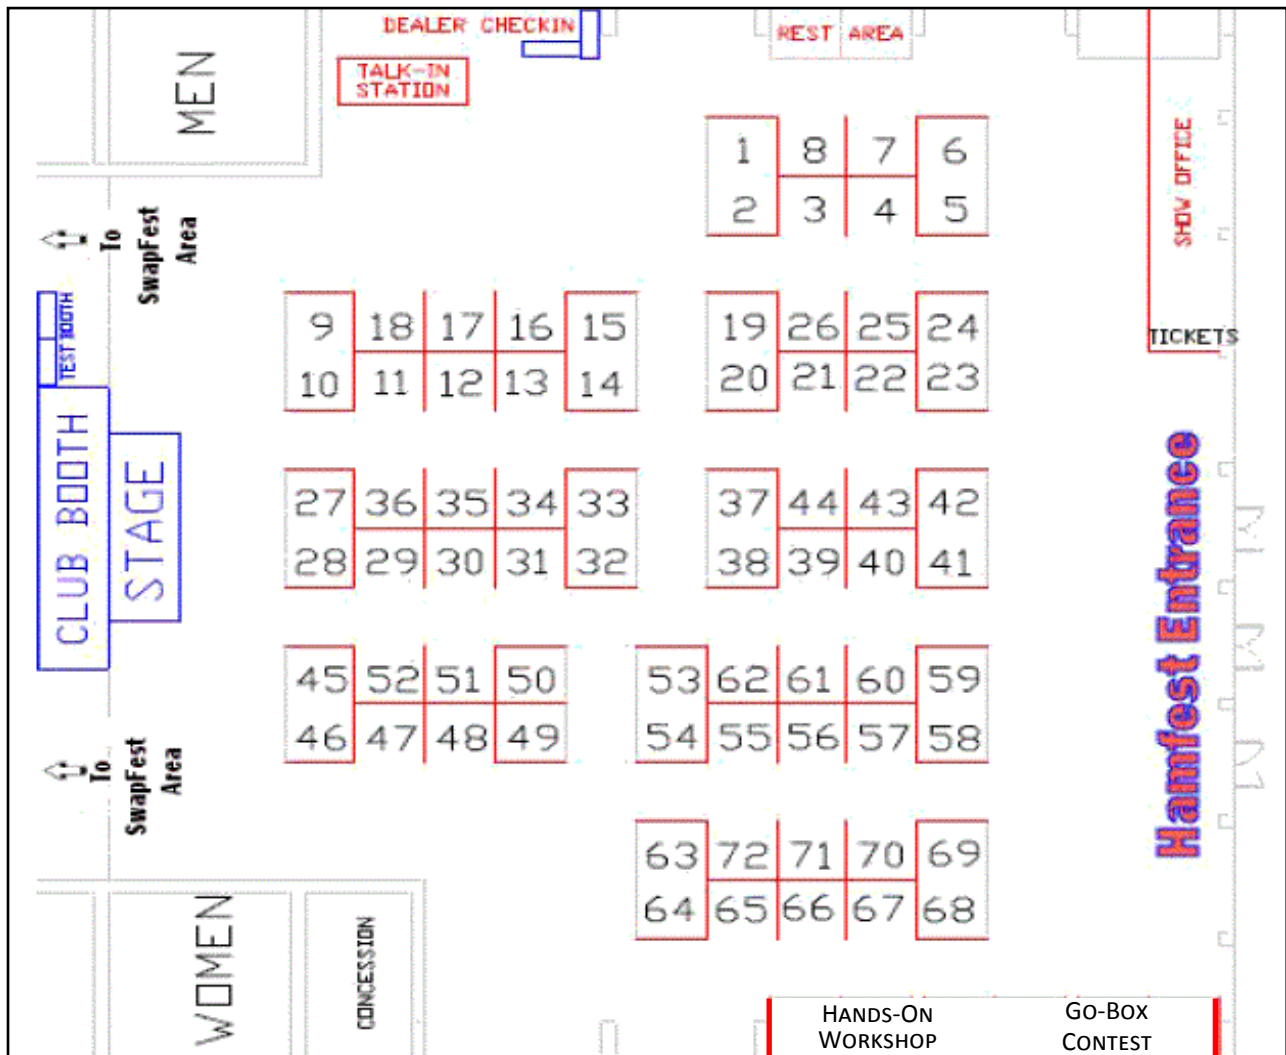 DEALER CHECKIN
REST AREA
TALK-IN
STATION
MEN
SHOW OFFICE
1 8 7 6
2 3 4 5
To
SwapFest
Area
TEST BOOTH
9 18 17 16 15 19 26 25 24
TICKETS
10 11 12 13 14 20 21 22 23
CLUB BOOTH
STAGE
Hamfest Entrance
27 36 35 34 33 37 44 43 42
28 29 30 31 32 38 39 40 41
45 52 51 50 53 62 61 60 59
46 47 48 49 54 55 56 57 58
To
SwapFest
Area
63 72 71 70 69
64 65 66 67 68
WOMEN
CONCESSION
HANDS-ON
WORKSHOP
GO-BOX
CONTEST